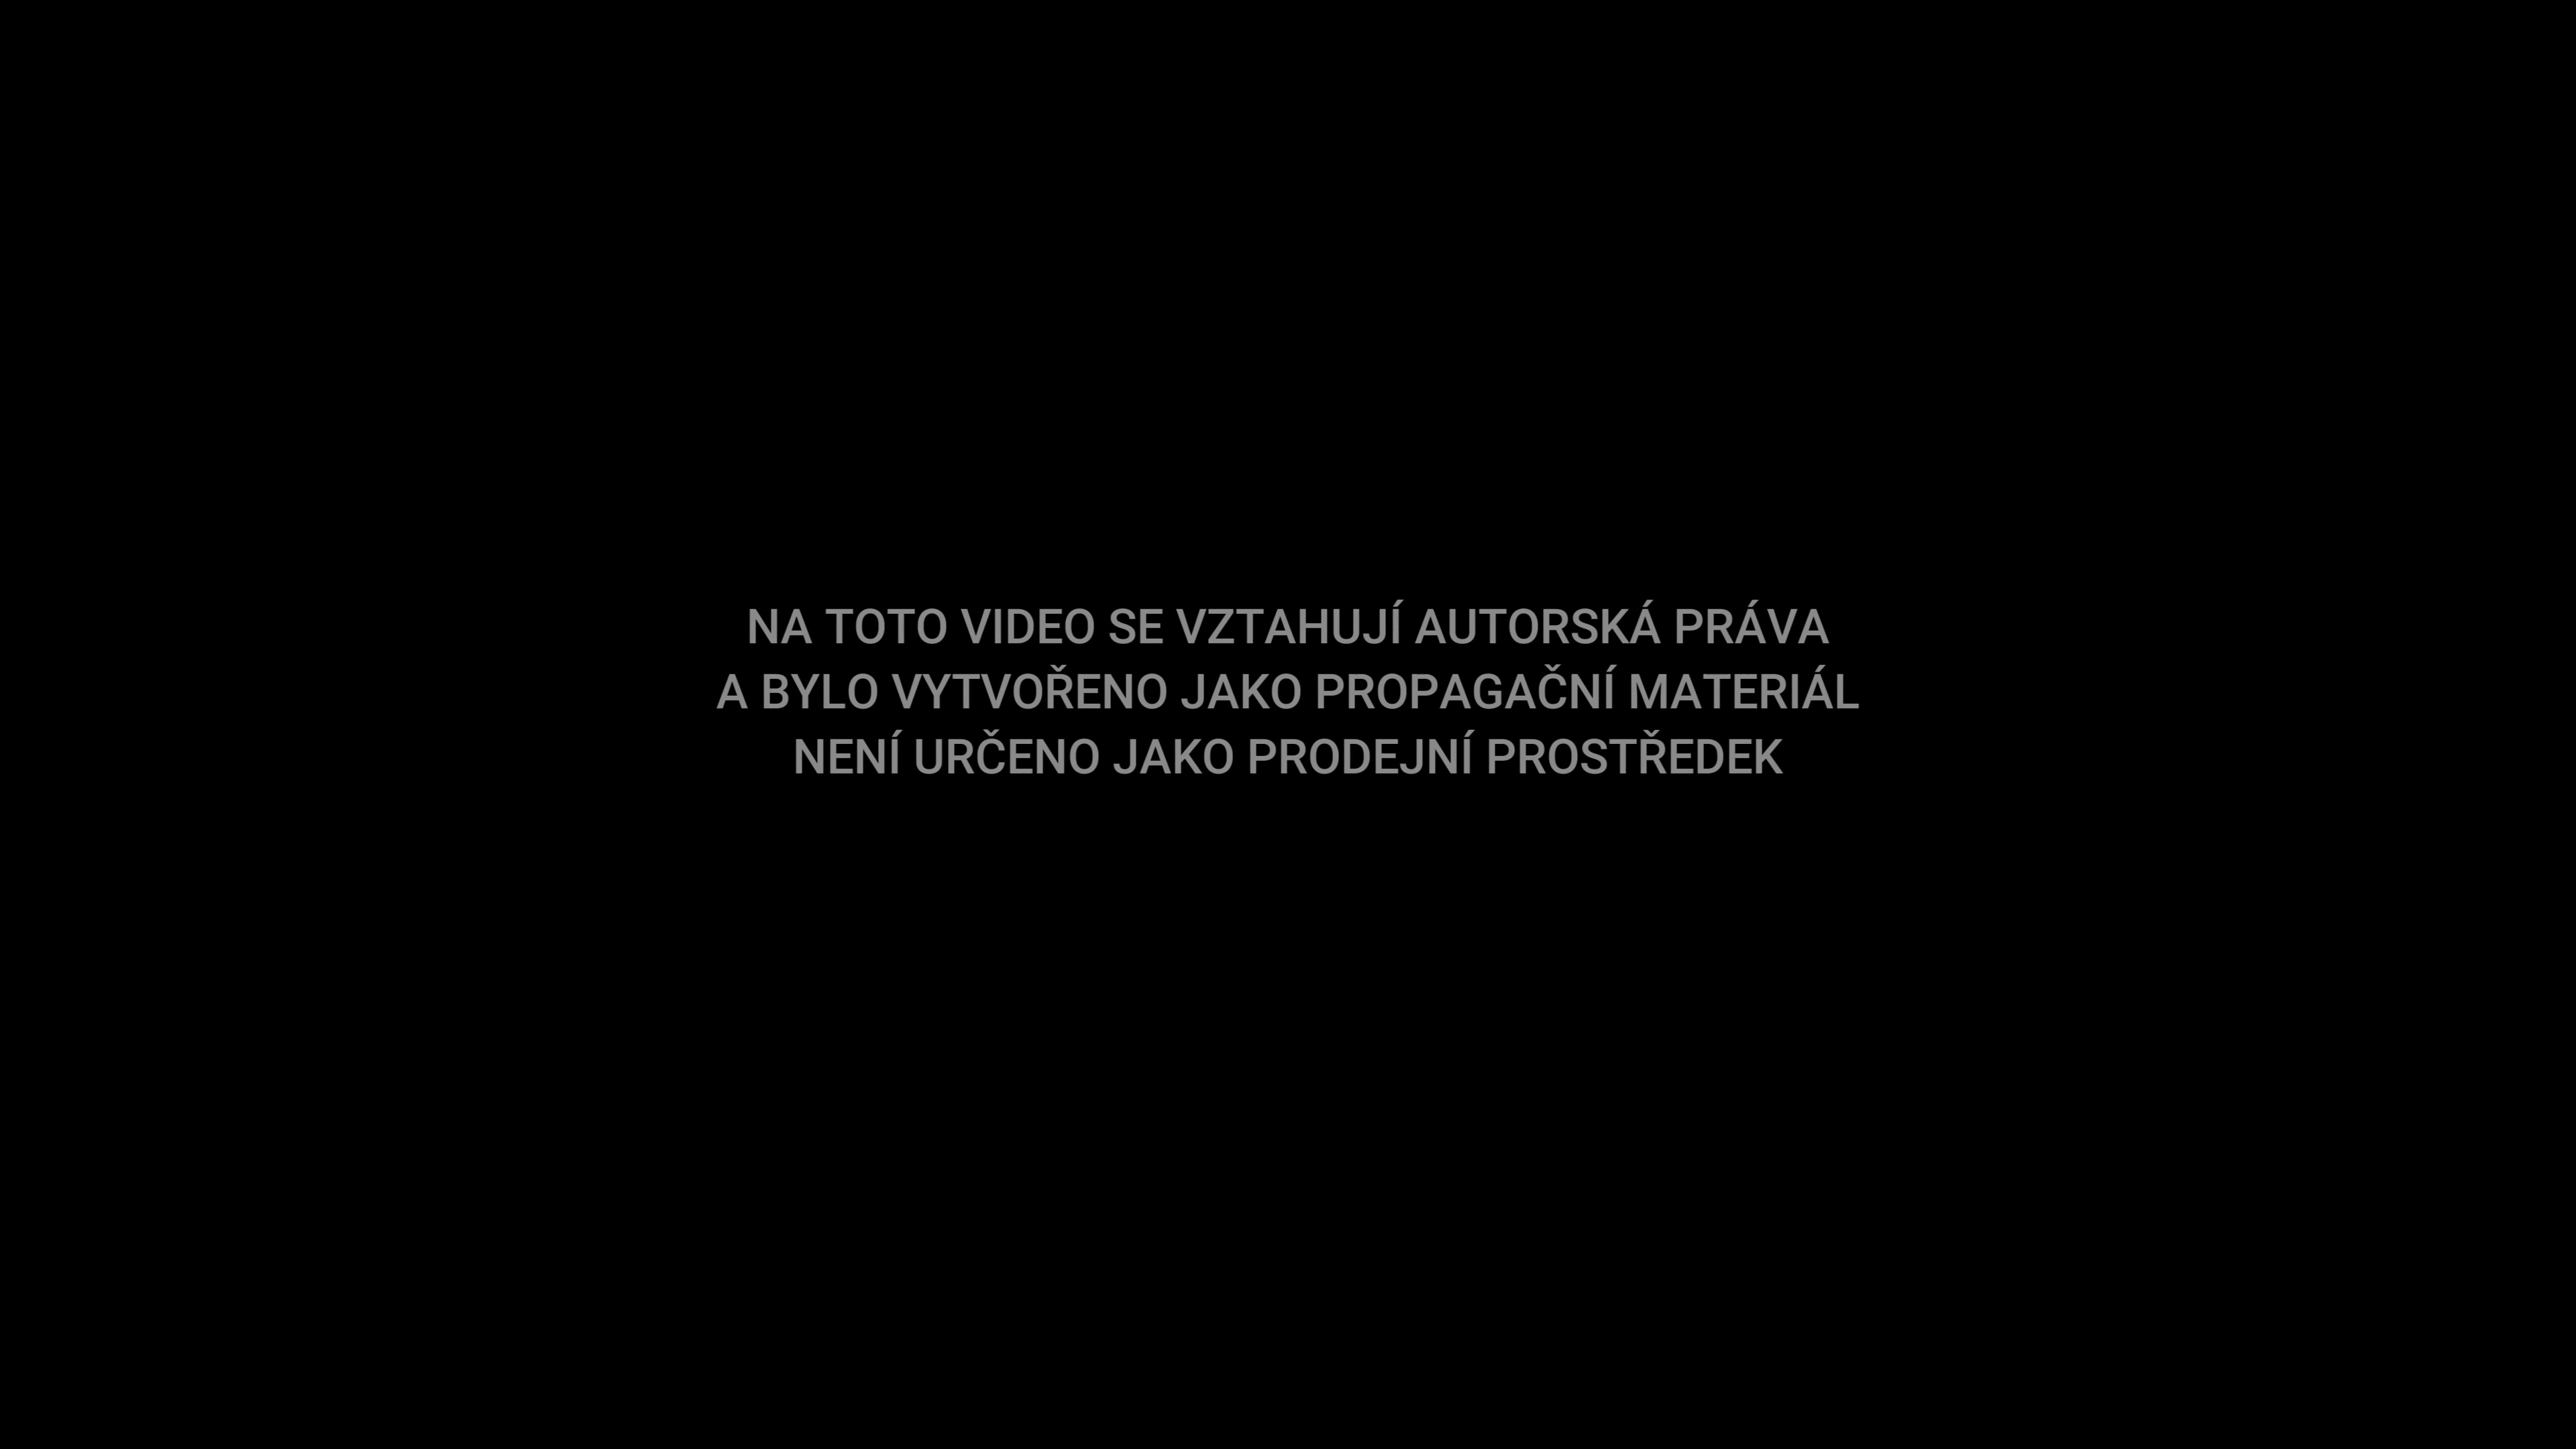 NA TOTO VIDEO SE VZTAHUJÍ AUTORSKÁ PRÁVA
A BYLO VYTVOŘENO JAKO PROPAGAČNÍ MATERIÁL
NENÍ URČENO JAKO PRODEJNÍ PROSTŘEDEK